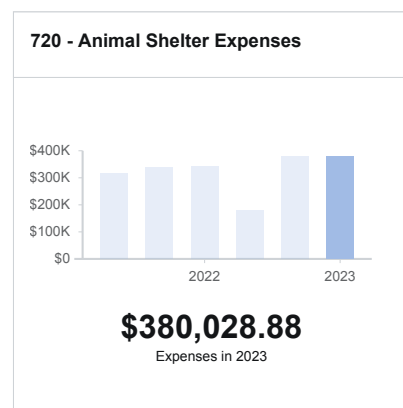 720 - Animal Shelter Expenses
$400K
$300K
$200K
$100K
$0
2022 2023
$380,028.88
Expenses in 2023